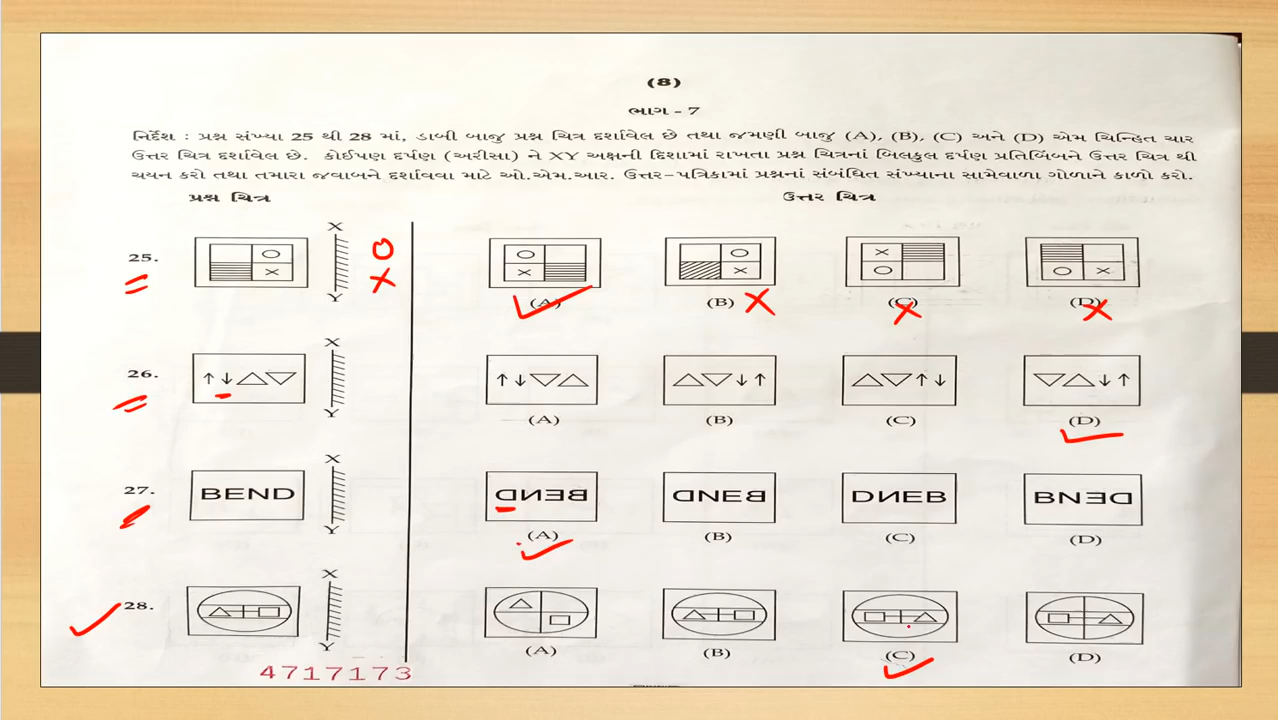 (8)
ભાગ - 7
નિર્દેશ : પ્રશ્ન સંખ્યા 25 થી 28 માં, ડાબી બાજુ પ્રશ્ન ચિત્ર દર્શાવેલ છે તથા જમણી બાજુ (A), (B), (C) અને (D) એમ ચિન્હિત ચાર
ઉત્તર ચિત્ર દર્શાવેલ છે. કોઈપણ દર્પણ (અરીસા) ને XY અક્ષની દિશામાં રાખતા પ્રશ્ન ચિત્રનાં બિલકુલ દર્પણ પ્રતિબિંબને ઉત્તર ચિત્ર થી
ચયન કરો તથા તમારા જવાબને દર્શાવવા માટે ઓ.એમ.આર. ઉત્તર-પત્રિકામાં પ્રશ્નનાં સંબંધિત સંખ્યાના સામેવાળા ગોળાને કાળો કરો.
પ્રશ્ન ચિત્ર ઉત્તર ચિત્ર
X
25.
Y
(A) (B) (C) (D)
X
26.
Y
(A) (B) (C) (D)
X
27. BEND
Y
(A) (B) (C) (D)
X
28.
Y
(A) (B) (C) (D)
4717173